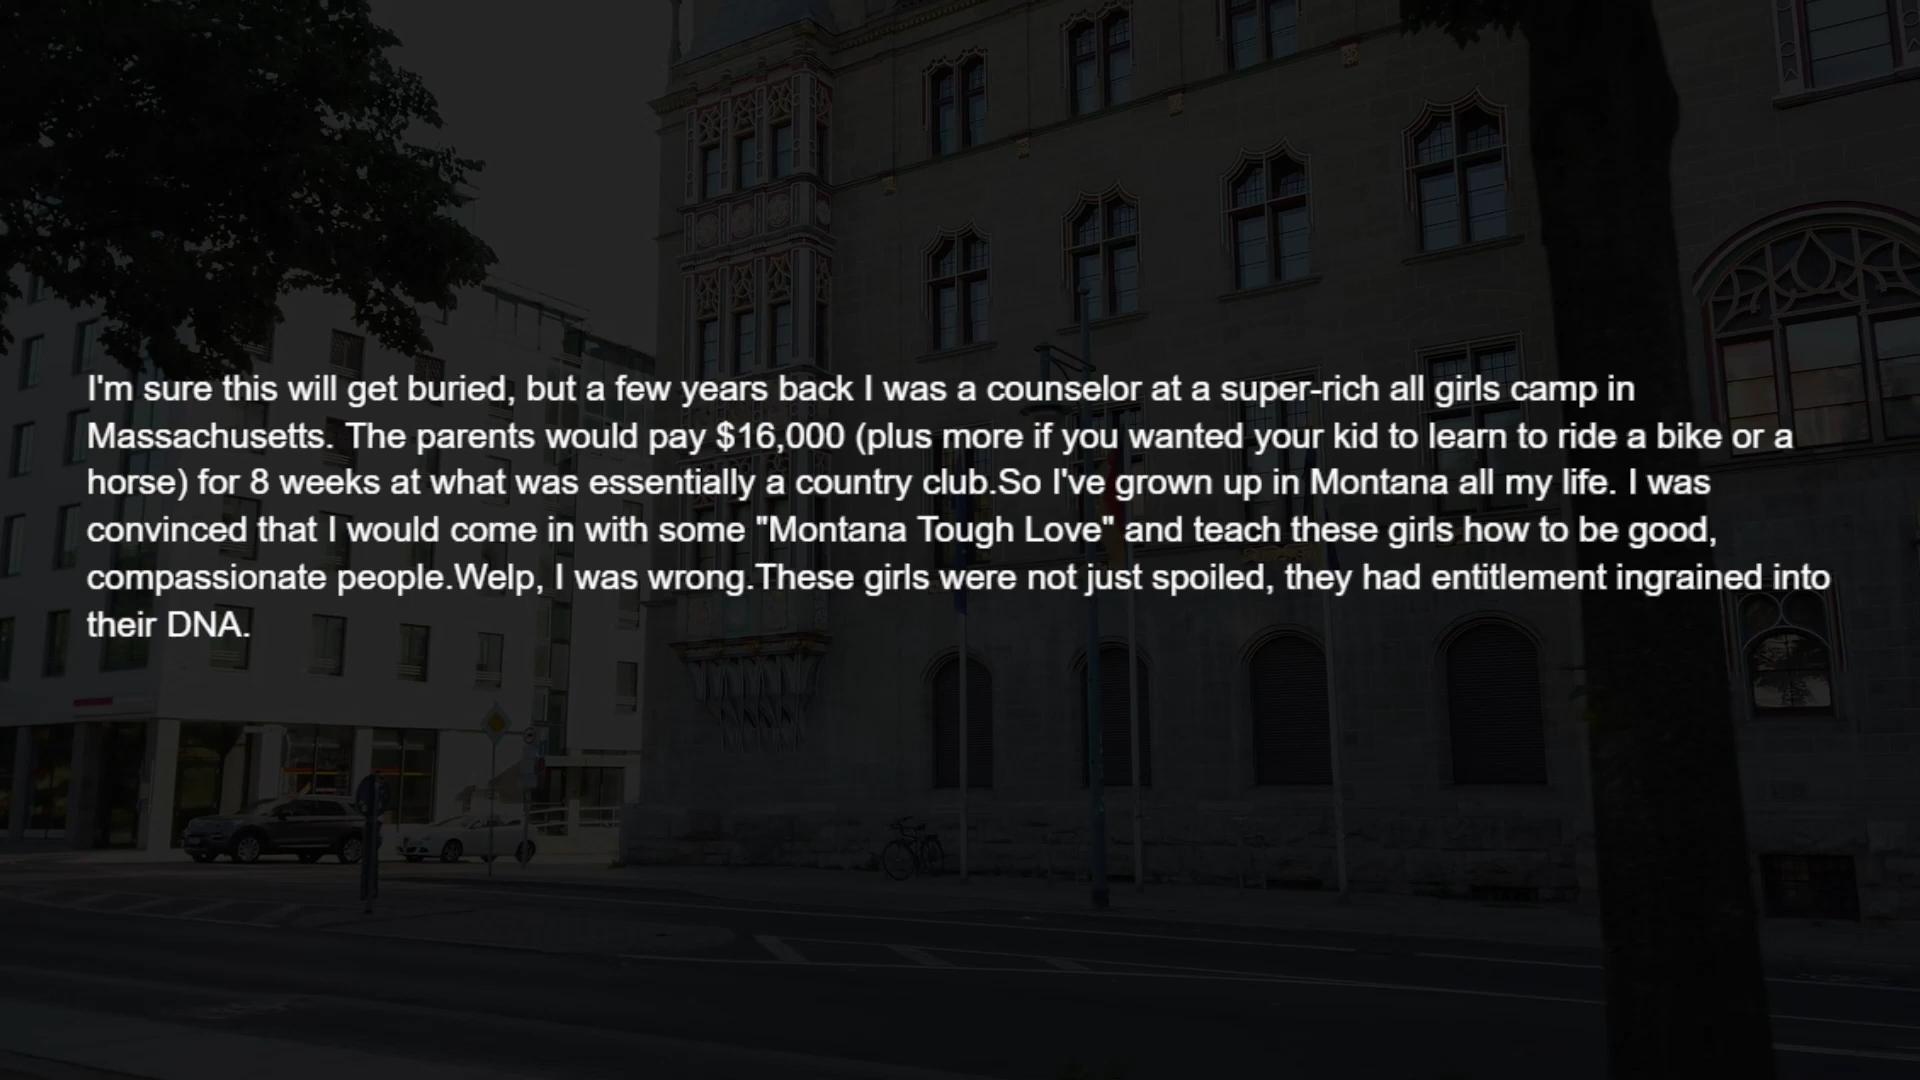 I'm sure this will get buried, but a few years back I was a counselor at a super-rich all girls camp in
Massachusetts. The parents would pay $16,000 (plus more if you wanted your kid to learn to ride a bike or a
horse) for 8 weeks at what was essentially a country club.So I've grown up in Montana all my life. I was
convinced that I would come in with some "Montana Tough Love" and teach these girls how to be good,
compassionate people.Welp, I was wrong.These girls were not just spoiled, they had entitlement ingrained into
their DNA.